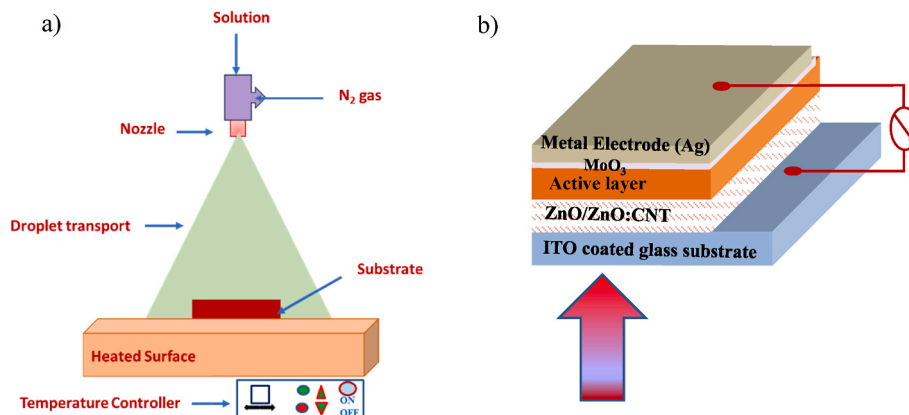 a)
Solution
N₂ gas
Nozzle
Droplet transport
Substrate
Heated Surface
Temperature Controller
ON
OFF
b)
Metal Electrode (Ag)
MoO₃
Active layer
ZnO/ZnO:CNT
ITO coated glass substrate